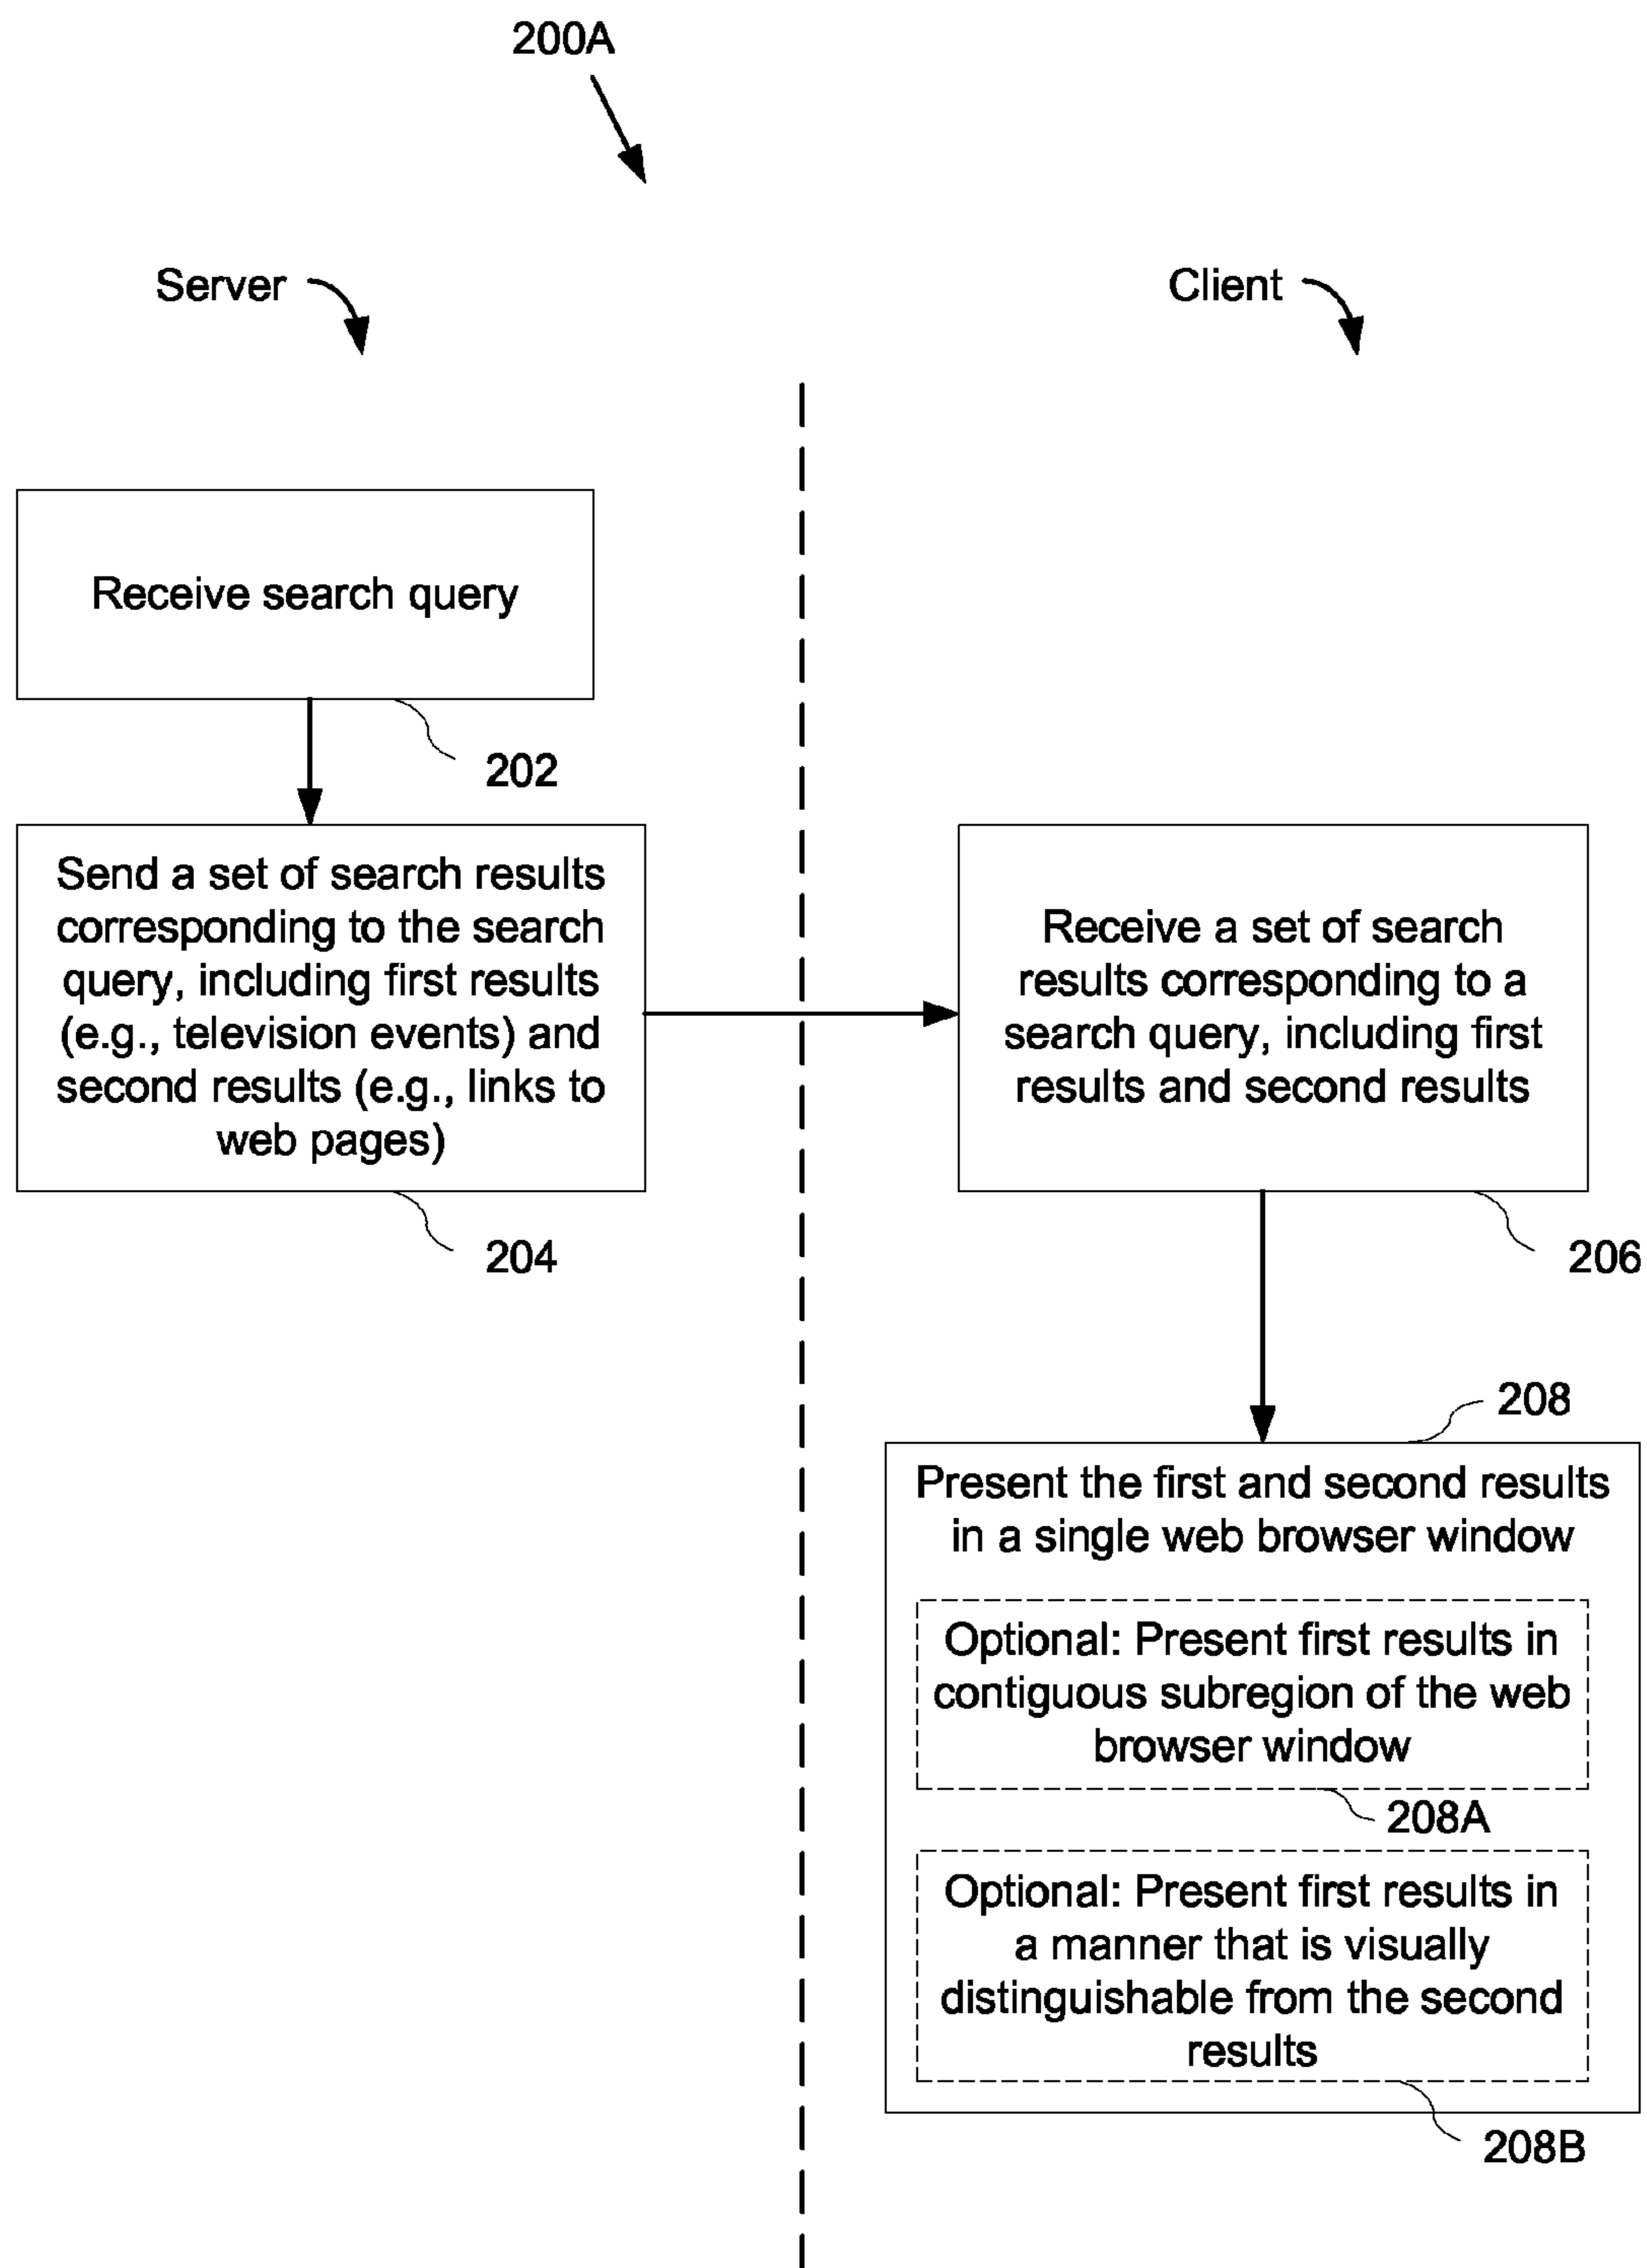 200A
Server
Client
Receive search query
202
Send a set of search results
corresponding to the search
query, including first results
(e.g., television events) and
second results (e.g., links to
web pages)
204
Receive a set of search
results corresponding to a
search query, including first
results and second results
206
208
Present the first and second results
in a single web browser window
Optional: Present first results in
contiguous subregion of the web
browser window
208A
Optional: Present first results in
a manner that is visually
distinguishable from the second
results
208B